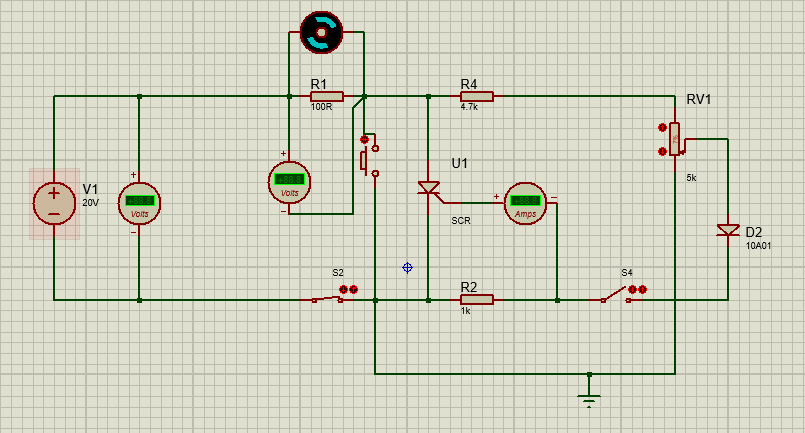 R1
100R
R4
4.7k
RV1
5k
V1
20V
+
-
+
Volts
-
+
Volts
-
U1
SCR
+
Amps
-
D2
10A01
S2
R2
1k
S4